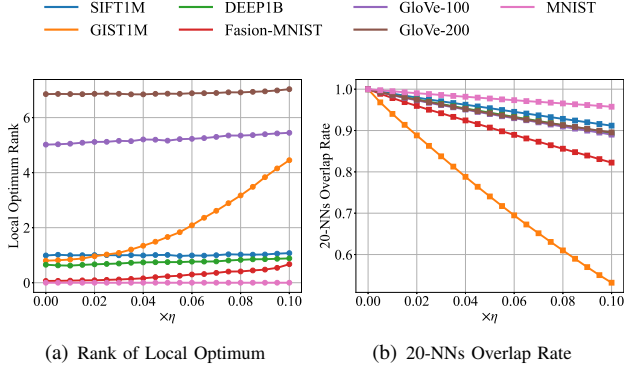 SIFT1M DEEP1B GloVe-100 MNIST
GIST1M Fasion-MNIST GloVe-200
Local Optimum Rank
6
4
2
0
0.00 0.02 0.04 0.06 0.08 0.10
×η
(a) Rank of Local Optimum
20-NNs Overlap Rate
1.0
0.9
0.8
0.7
0.6
0.00 0.02 0.04 0.06 0.08 0.10
×η
(b) 20-NNs Overlap Rate